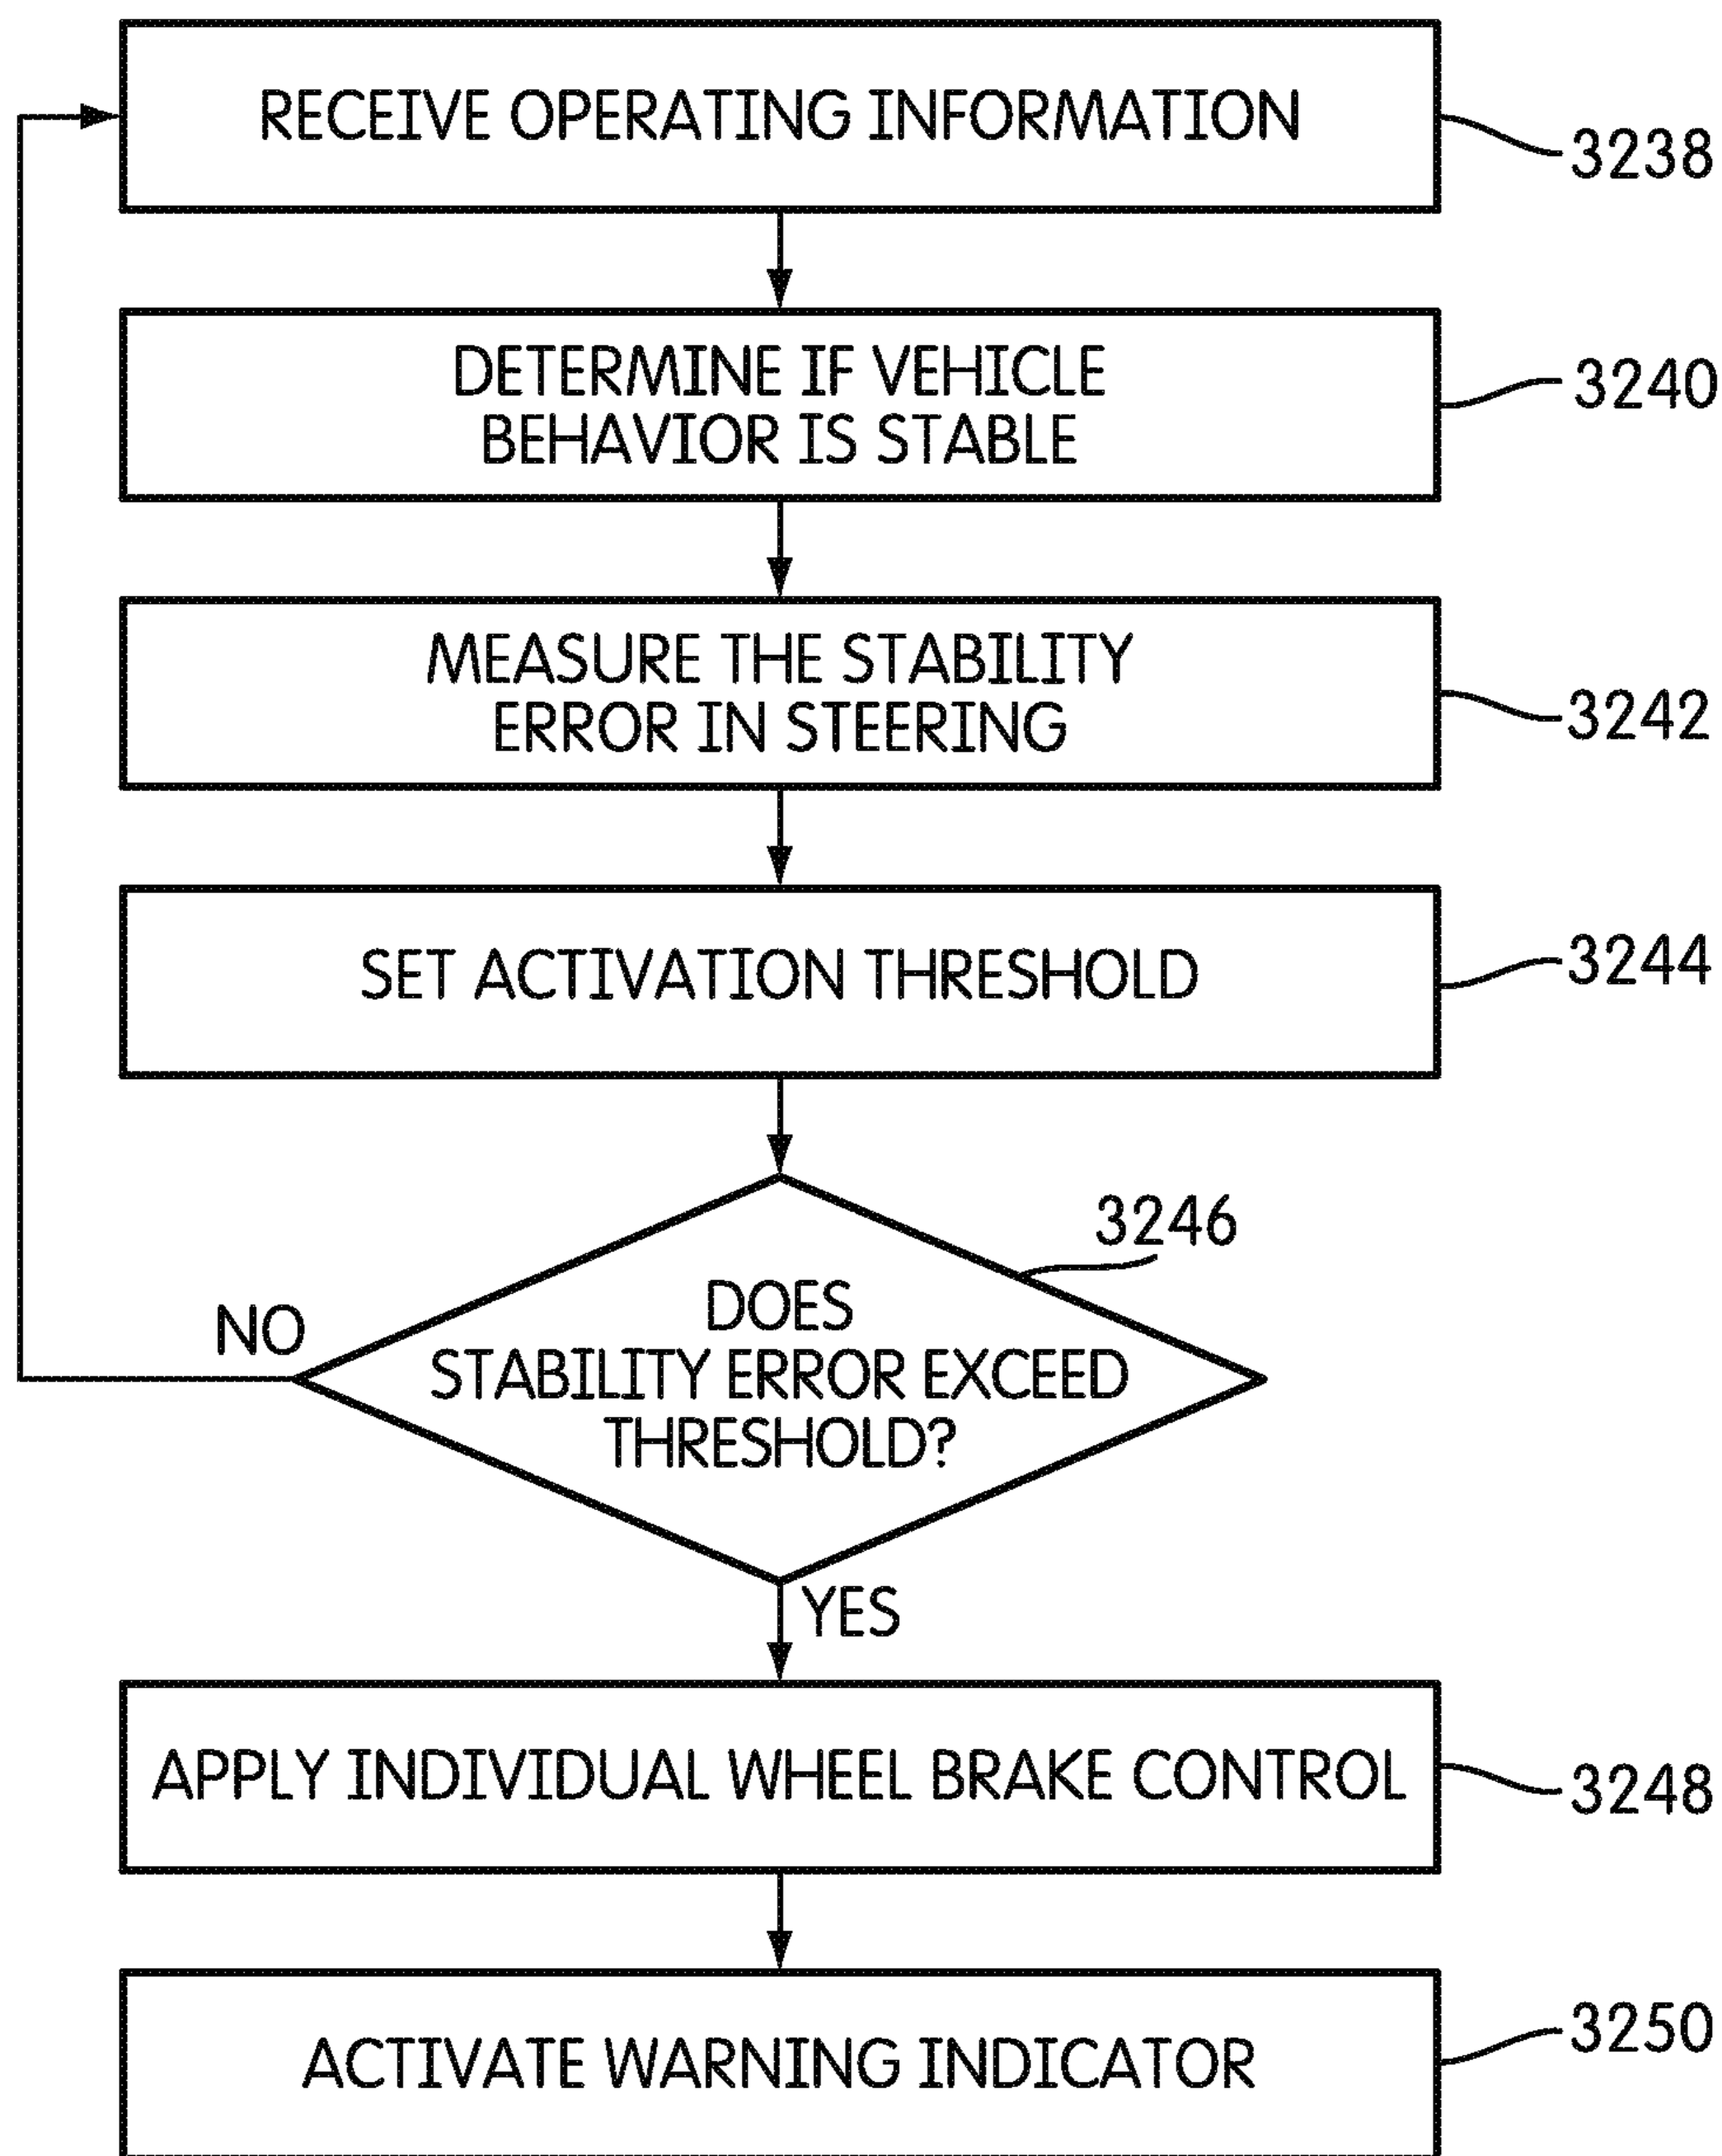 RECEIVE OPERATING INFORMATION
3238
DETERMINE IF VEHICLE
BEHAVIOR IS STABLE
3240
MEASURE THE STABILITY
ERROR IN STEERING
3242
SET ACTIVATION THRESHOLD
3244
3246
DOES
STABILITY ERROR EXCEED
THRESHOLD?
NO
YES
APPLY INDIVIDUAL WHEEL BRAKE CONTROL
3248
ACTIVATE WARNING INDICATOR
3250